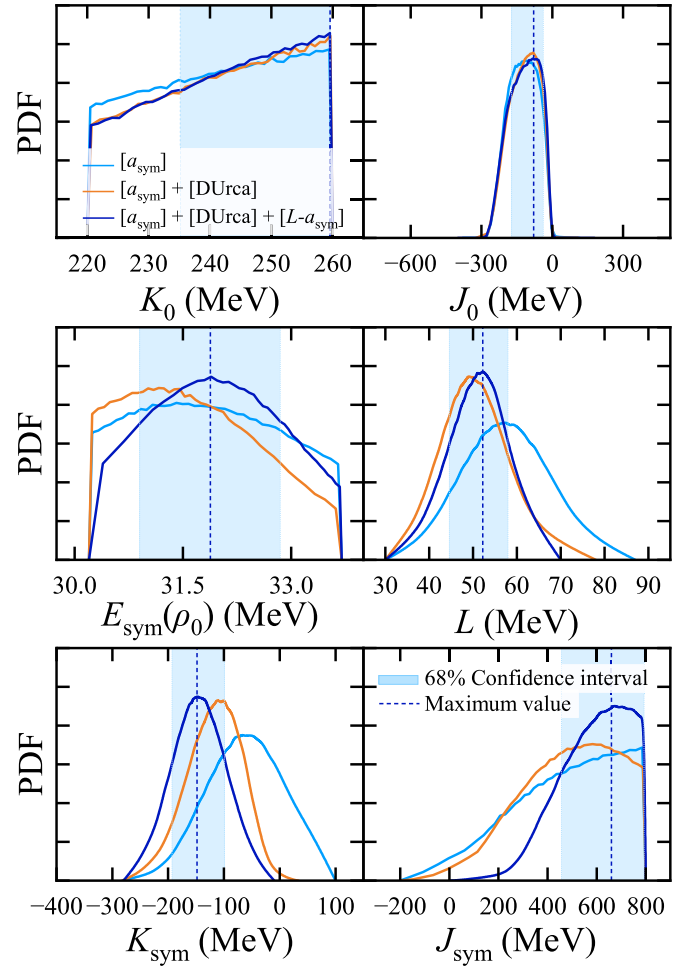 PDF
[a_sym]
[a_sym] + [DUrca]
[a_sym] + [DUrca] + [L-a_sym]
220 230 240 250 260
K_0 (MeV)
−600 −300 0 300
J_0 (MeV)
PDF
30.0 31.5 33.0
E_sym(ρ_0) (MeV)
30 40 50 60 70 80 90
L (MeV)
PDF
68% Confidence interval
Maximum value
−400 −300 −200 −100 0 100
K_sym (MeV)
−200 0 200 400 600 800
J_sym (MeV)